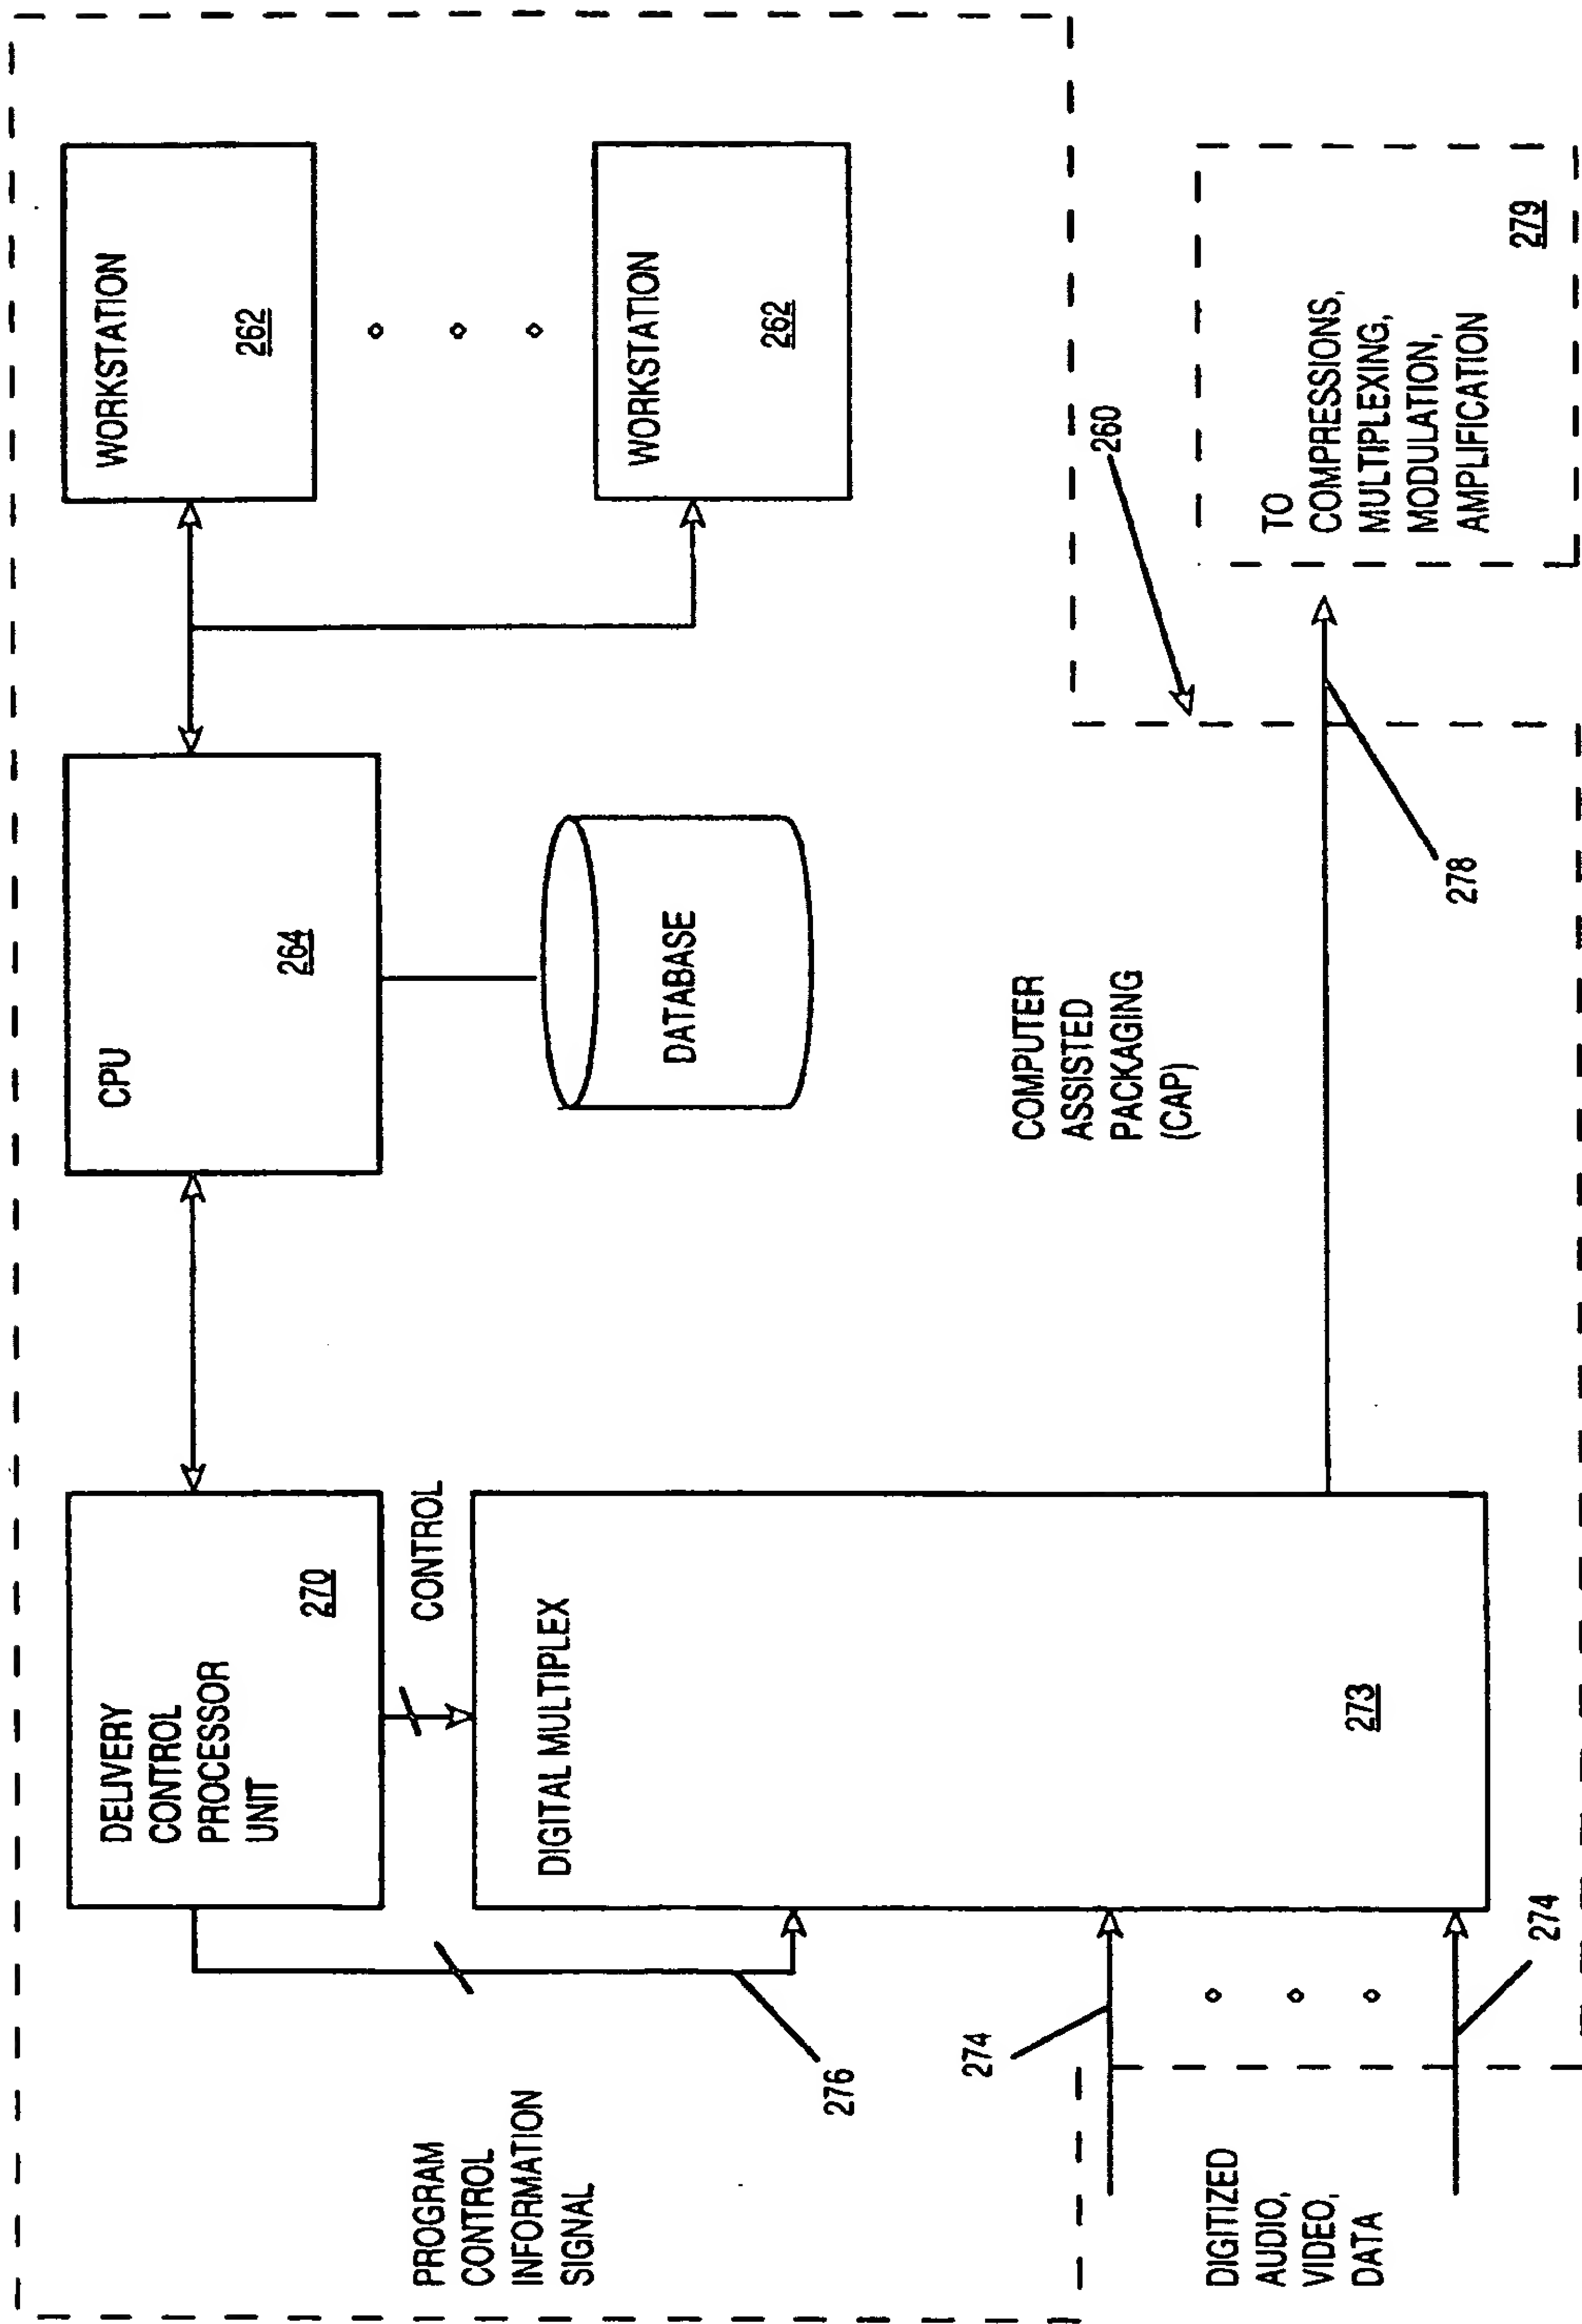 DELIVERY
CONTROL
PROCESSOR
UNIT
270
CPU
264
WORKSTATION
262
WORKSTATION
262
DATABASE
CONTROL
PROGRAM
CONTROL
INFORMATION
SIGNAL
276
DIGITAL MULTIPLEX
273
COMPUTER
ASSISTED
PACKAGING
(CAP)
260
274
DIGITIZED
AUDIO,
VIDEO,
DATA
274
278
TO
COMPRESSIONS,
MULTIPLEXING,
MODULATION,
AMPLIFICATION
279